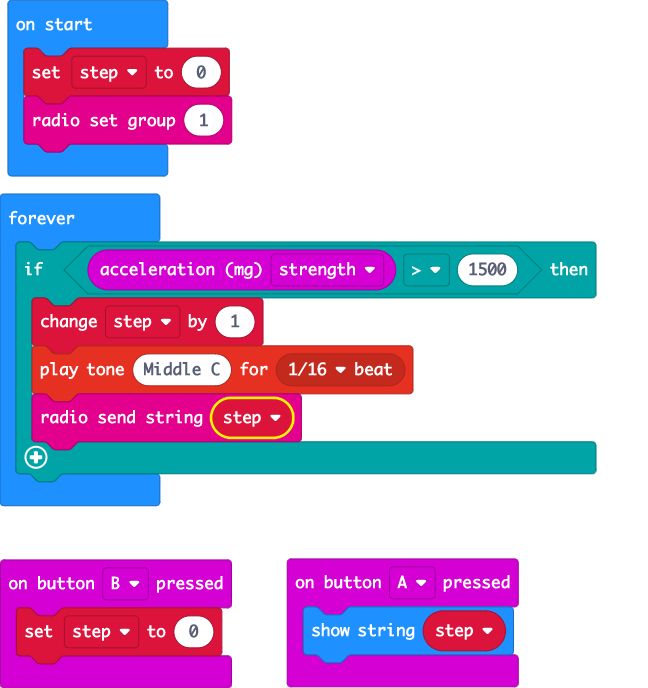 on start
set step to 0
radio set group 1
forever
if acceleration (mg) strength > 1500 then
change step by 1
play tone Middle C for 1/16 beat
radio send string step
on button B pressed
set step to 0
on button A pressed
show string step